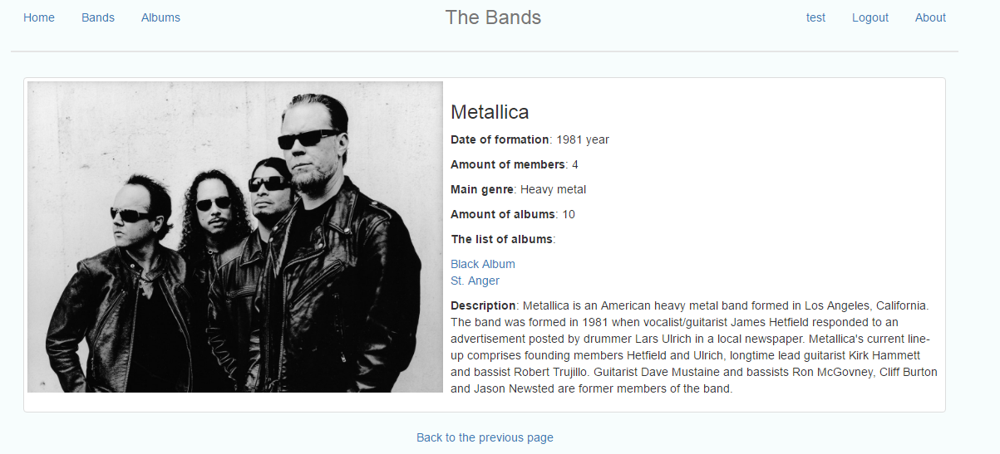 Home Bands Albums The Bands test Logout About
Metallica
Date of formation: 1981 year
Amount of members: 4
Main genre: Heavy metal
Amount of albums: 10
The list of albums:
Black Album
St. Anger
Description: Metallica is an American heavy metal band formed in Los Angeles, California.
The band was formed in 1981 when vocalist/guitarist James Hetfield responded to an
advertisement posted by drummer Lars Ulrich in a local newspaper. Metallica's current line-
up comprises founding members Hetfield and Ulrich, longtime lead guitarist Kirk Hammett
and bassist Robert Trujillo. Guitarist Dave Mustaine and bassists Ron McGovney, Cliff Burton
and Jason Newsted are former members of the band.
Back to the previous page